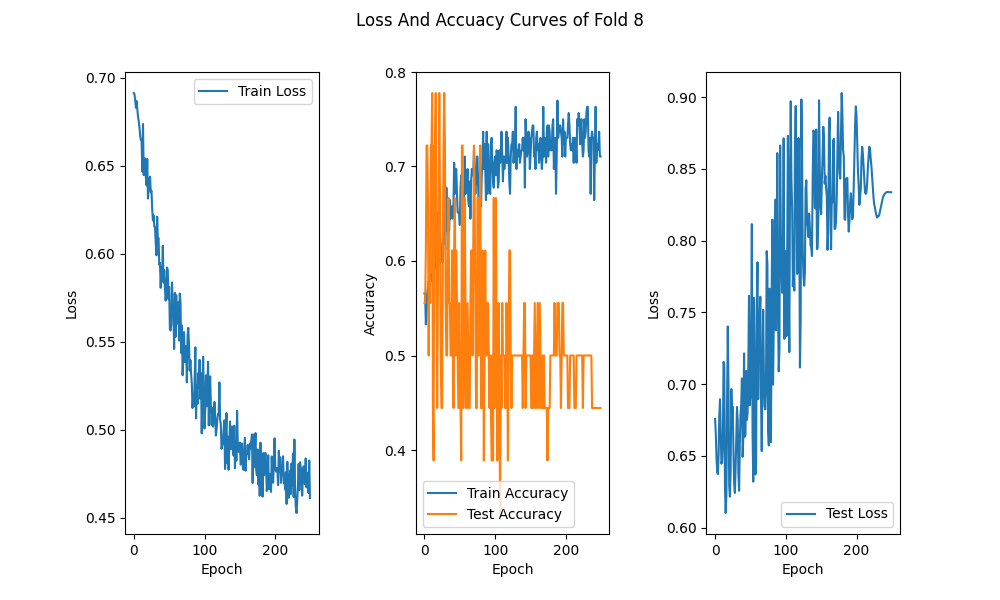 Loss And Accuacy Curves of Fold 8
0.70
0.65
0.60
0.55
0.50
0.45
Loss
Train Loss
0 100 200
Epoch
0.8
0.7
0.6
0.5
0.4
Accuracy
Train Accuracy
Test Accuracy
0 100 200
Epoch
0.90
0.85
0.80
0.75
0.70
0.65
0.60
Loss
Test Loss
0 100 200
Epoch